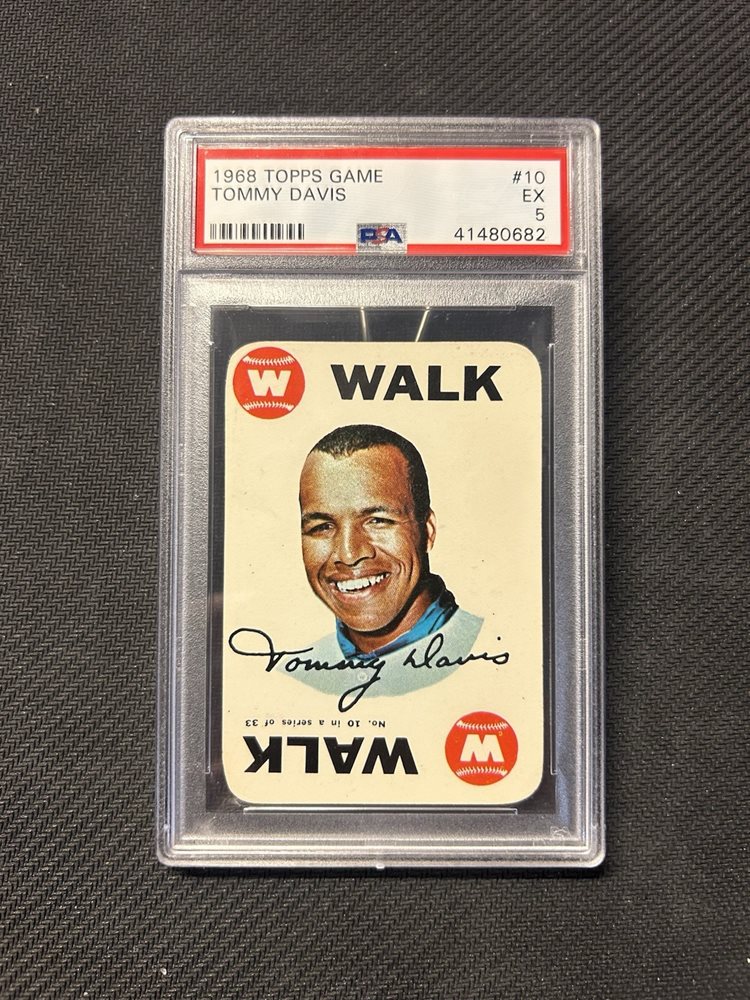 1968 TOPPS GAME #10
TOMMY DAVIS EX
5
PSA 41480682
W WALK
Tommy Davis
No. 10 in a series of 33
WALK W